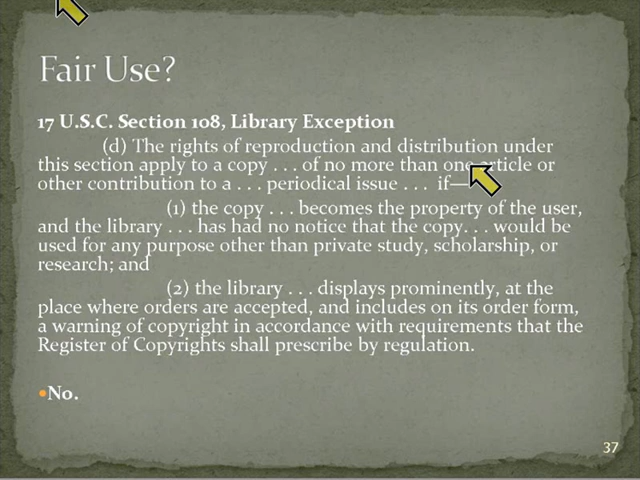 Fair Use?
17 U.S.C. Section 108, Library Exception
(d) The rights of reproduction and distribution under
this section apply to a copy . . . of no more than one article or
other contribution to a . . . periodical issue . . . if—
(1) the copy . . . becomes the property of the user,
and the library . . . has had no notice that the copy. . . would be
used for any purpose other than private study, scholarship, or
research; and
(2) the library . . . displays prominently, at the
place where orders are accepted, and includes on its order form,
a warning of copyright in accordance with requirements that the
Register of Copyrights shall prescribe by regulation.
•No.
37